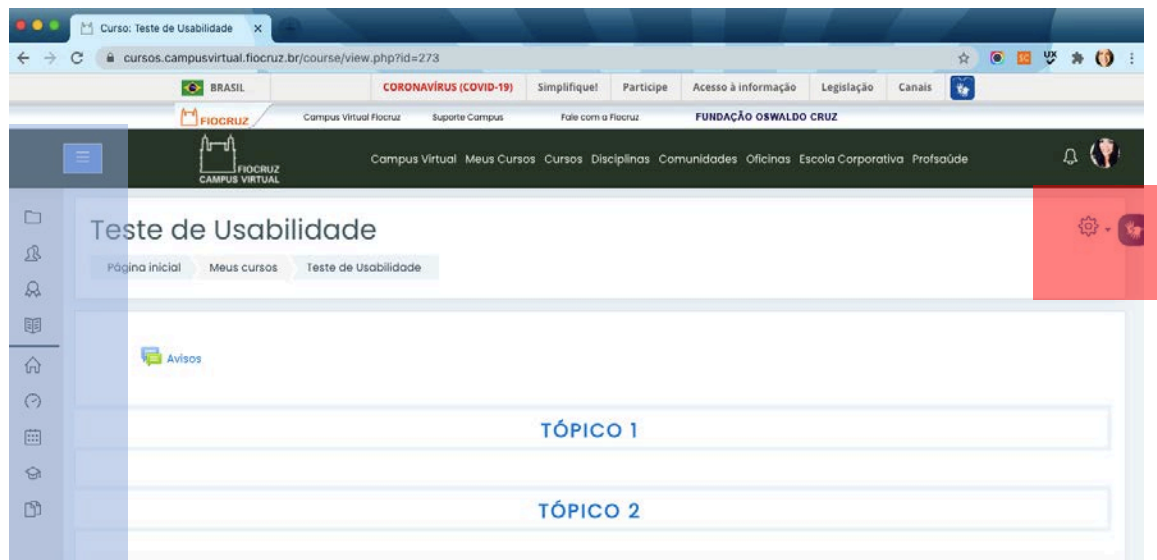 Curso: Teste de Usabilidade
cursos.campusvirtual.fiocruz.br/course/view.php?id=273
BRASIL CORONAVÍRUS (COVID-19) Simplifique! Participe Acesso à informação Legislação Canais
FIOCRUZ Campus Virtual Fiocruz Suporte Campus Fale com a Fiocruz FUNDAÇÃO OSWALDO CRUZ
FIOCRUZ
CAMPUS VIRTUAL
Campus Virtual Meus Cursos Cursos Disciplinas Comunidades Oficinas Escola Corporativa Profsaúde
Teste de Usabilidade
Página inicial Meus cursos Teste de Usabilidade
Avisos
TÓPICO 1
TÓPICO 2